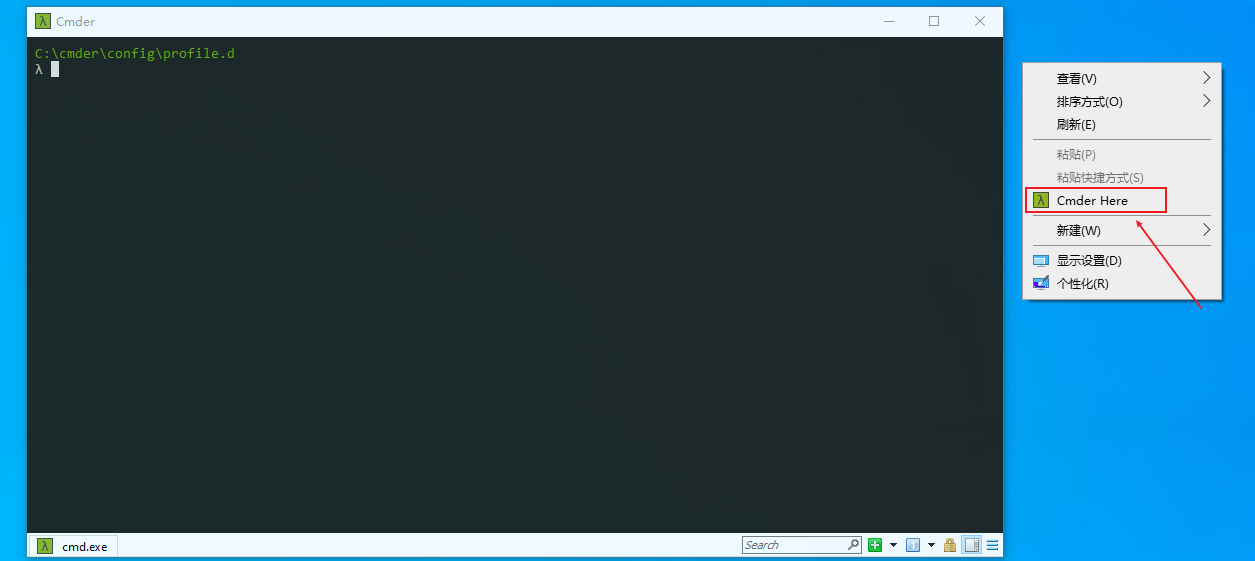 Cmder
C:\cmder\config\profile.d
λ
cmd.exe
Search
查看(V)
排序方式(O)
刷新(E)
粘贴(P)
粘贴快捷方式(S)
Cmder Here
新建(W)
显示设置(D)
个性化(R)